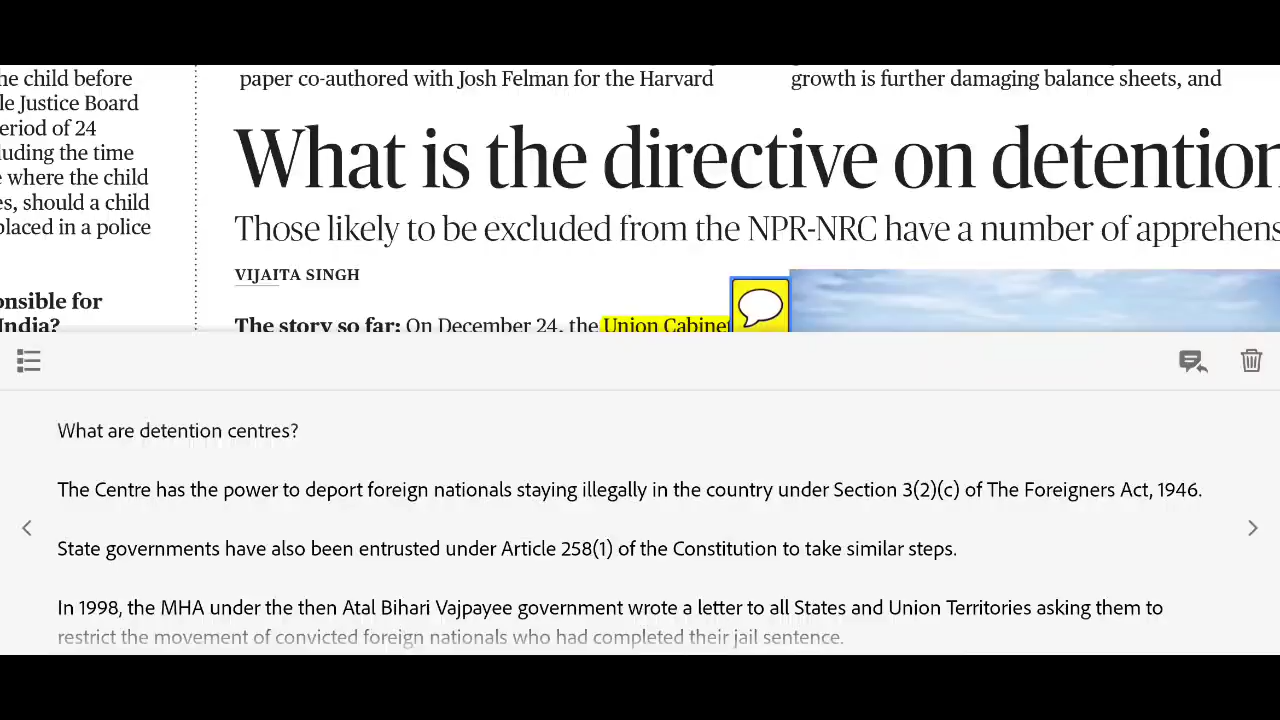 he child before
le Justice Board
eriod of 24
luding the time
e where the child
es, should a child
placed in a police
onsible for
India?
paper co-authored with Josh Felman for the Harvard
growth is further damaging balance sheets, and
What is the directive on detention
Those likely to be excluded from the NPR-NRC have a number of apprehens
VIJAITA SINGH
The story so far: On December 24, the Union Cabinet
What are detention centres?
The Centre has the power to deport foreign nationals staying illegally in the country under Section 3(2)(c) of The Foreigners Act, 1946.
State governments have also been entrusted under Article 258(1) of the Constitution to take similar steps.
In 1998, the MHA under the then Atal Bihari Vajpayee government wrote a letter to all States and Union Territories asking them to
restrict the movement of convicted foreign nationals who had completed their jail sentence.